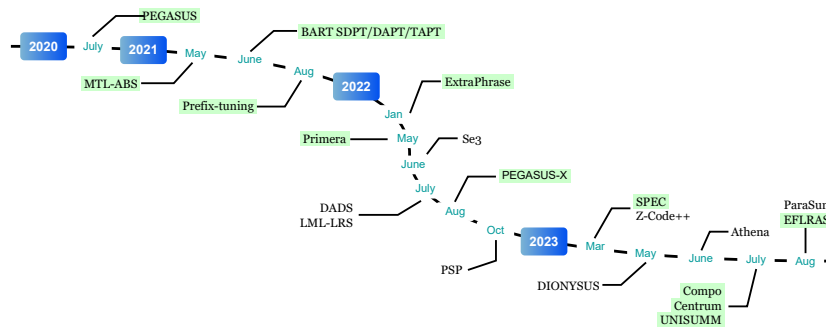 PEGASUS
2020
July
2021
MTL-ABS
May
June
BART SDPT/DAPT/TAPT
Prefix-tuning
Aug
2022
Jan
ExtraPhrase
Primera
May
June
Se3
July
DADS
LML-LRS
Aug
PEGASUS-X
Oct
PSP
2023
Mar
SPEC
Z-Code++
May
DIONYSUS
June
Athena
July
Compo
Centrum
UNISUMM
Aug
ParaSum
EFLRAS